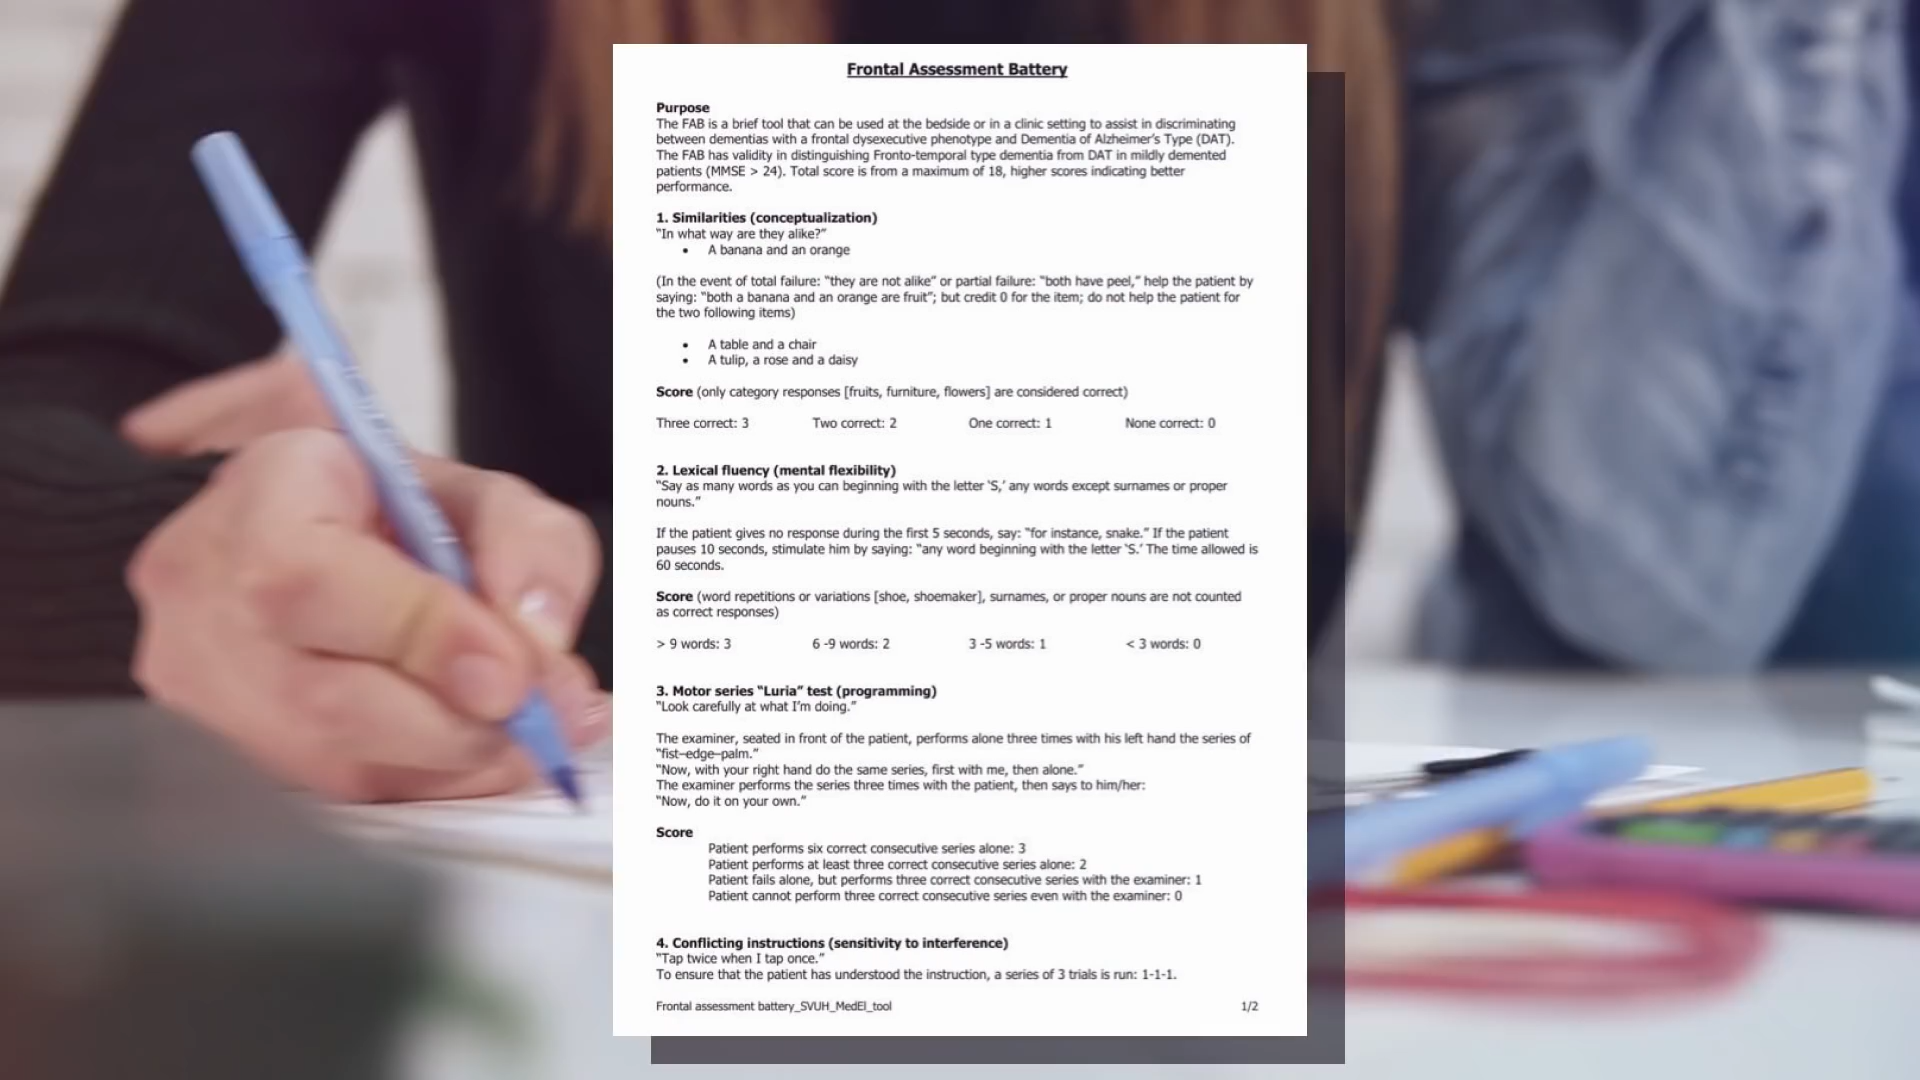 Frontal Assessment Battery
Purpose
The FAB is a brief tool that can be used at the bedside or in a clinic setting to assist in discriminating
between dementias with a frontal dysexecutive phenotype and Dementia of Alzheimer's Type (DAT).
The FAB has validity in distinguishing Fronto-temporal type dementia from DAT in mildly demented
patients (MMSE > 24). Total score is from a maximum of 18, higher scores indicating better
performance.
1. Similarities (conceptualization)
“In what way are they alike?”
• A banana and an orange
(In the event of total failure: “they are not alike” or partial failure: “both have peel,” help the patient by
saying: “both a banana and an orange are fruit”; but credit 0 for the item; do not help the patient for
the two following items)
• A table and a chair
• A tulip, a rose and a daisy
Score (only category responses [fruits, furniture, flowers] are considered correct)
Three correct: 3 Two correct: 2 One correct: 1 None correct: 0
2. Lexical fluency (mental flexibility)
“Say as many words as you can beginning with the letter ‘S,’ any words except surnames or proper
nouns.”
If the patient gives no response during the first 5 seconds, say: “for instance, snake.” If the patient
pauses 10 seconds, stimulate him by saying: “any word beginning with the letter ‘S.’ The time allowed is
60 seconds.
Score (word repetitions or variations [shoe, shoemaker], surnames, or proper nouns are not counted
as correct responses)
> 9 words: 3 6 -9 words: 2 3 -5 words: 1 < 3 words: 0
3. Motor series “Luria” test (programming)
“Look carefully at what I'm doing.”
The examiner, seated in front of the patient, performs alone three times with his left hand the series of
“fist–edge–palm.”
“Now, with your right hand do the same series, first with me, then alone.”
The examiner performs the series three times with the patient, then says to him/her:
“Now, do it on your own.”
Score
Patient performs six correct consecutive series alone: 3
Patient performs at least three correct consecutive series alone: 2
Patient fails alone, but performs three correct consecutive series with the examiner: 1
Patient cannot perform three correct consecutive series even with the examiner: 0
4. Conflicting instructions (sensitivity to interference)
“Tap twice when I tap once.”
To ensure that the patient has understood the instruction, a series of 3 trials is run: 1-1-1.
Frontal assessment battery_SVUH_MedEl_tool 1/2